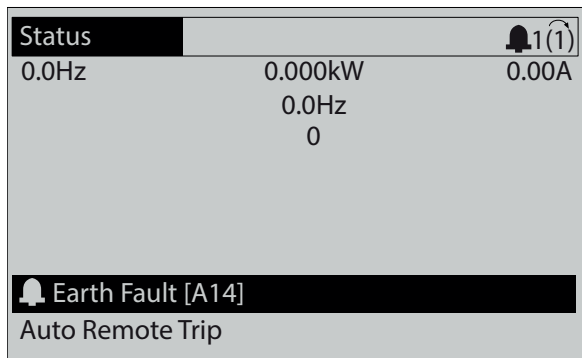 Status 1(1)
0.0Hz 0.000kW 0.00A
0.0Hz
0
Earth Fault [A14]
Auto Remote Trip